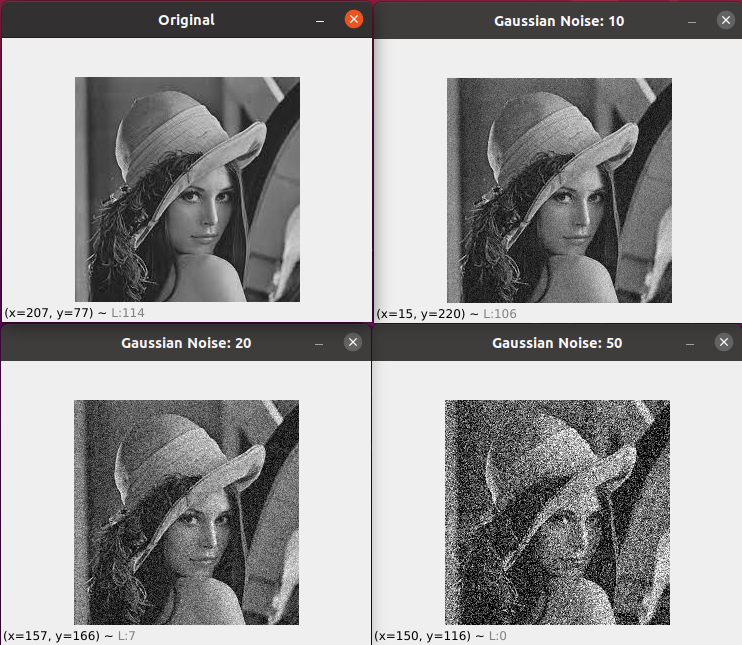 Original
(x=207, y=77) ~ L:114
Gaussian Noise: 10
(x=15, y=220) ~ L:106
Gaussian Noise: 20
(x=157, y=166) ~ L:7
Gaussian Noise: 50
(x=150, y=116) ~ L:0